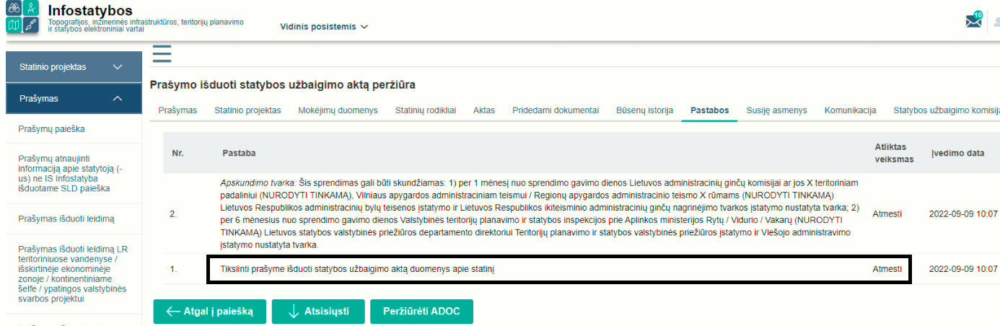 Infostatybos
Topografijos, inžinerinės infrastruktūros, teritorijų planavimo
ir statybos elektroniniai vartai
Vidinis posistemis
10
Statinio projektas
Prašymas
Prašymų paieška
Prašymų atnaujinti
informaciją apie statytoją (-
us) ne IS Infostatyba
išduotame SLD paieška
Prašymas išduoti leidimą
Prašymas išduoti leidimą LR
teritoriniuose vandenyse /
išskirtinėje ekonominėje
zonoje / kontinentiniame
šelfe / ypatingos valstybinės
svarbos projektui
Prašymo išduoti statybos užbaigimo aktą peržiūra
Prašymas Statinio projektas Mokėjimų duomenys Statinių rodikliai Aktas Pridedami dokumentai Būsenų istorija Pastabos Susiję asmenys Komunikacija Statybos užbaigimo komisija
Nr. Pastaba Atliktas veiksmas Įvedimo data
Apskundimo tvarka: Šis sprendimas gali būti skundžiamas: 1) per 1 mėnesį nuo sprendimo gavimo dienos Lietuvos administracinių ginčų komisijai ar jos X teritoriniam
padaliniui (NURODYTI TINKAMĄ), Vilniaus apygardos administraciniam teismui / Regionų apygardos administracinio teismo X rūmams (NURODYTI TINKAMĄ)
Lietuvos Respublikos administracinių bylų teisenos įstatymo ir Lietuvos Respublikos ikiteisminio administracinių ginčų nagrinėjimo tvarkos įstatymo nustatyta tvarka; 2)
2. per 6 mėnesius nuo sprendimo gavimo dienos Valstybinės teritorijų planavimo ir statybos inspekcijos prie Aplinkos ministerijos Rytų / Vidurio / Vakarų (NURODYTI Atmesti 2022-09-09 10:07
TINKAMĄ) Lietuvos statybos valstybinės priežiūros departamento direktoriui Teritorijų planavimo ir statybos valstybinės priežiūros įstatymo ir Viešojo administravimo
įstatymo nustatyta tvarka.
1. Tikslinti prašyme išduoti statybos užbaigimo aktą duomenys apie statinį Atmesti 2022-09-09 10:07
Atgal į paiešką Atsisiųsti Peržiūrėti ADOC